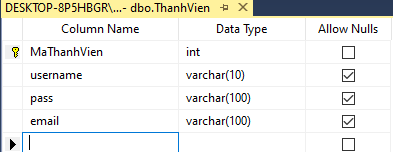 DESKTOP-8P5HBGR\...- dbo.ThanhVien
Column Name Data Type Allow Nulls
MaThanhVien int
username varchar(10)
pass varchar(100)
email varchar(100)